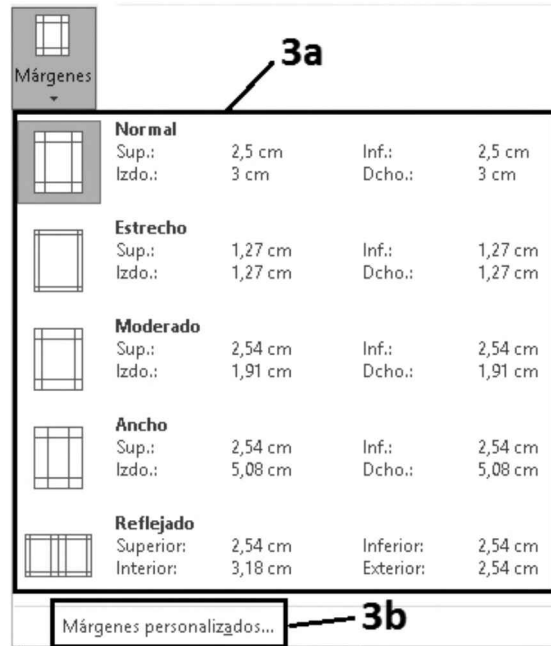 Márgenes
3a
Normal
Sup.: 2,5 cm Inf.: 2,5 cm
Izdo.: 3 cm Dcho.: 3 cm
Estrecho
Sup.: 1,27 cm Inf.: 1,27 cm
Izdo.: 1,27 cm Dcho.: 1,27 cm
Moderado
Sup.: 2,54 cm Inf.: 2,54 cm
Izdo.: 1,91 cm Dcho.: 1,91 cm
Ancho
Sup.: 2,54 cm Inf.: 2,54 cm
Izdo.: 5,08 cm Dcho.: 5,08 cm
Reflejado
Superior: 2,54 cm Inferior: 2,54 cm
Interior: 3,18 cm Exterior: 2,54 cm
Márgenes personalizados... 3b